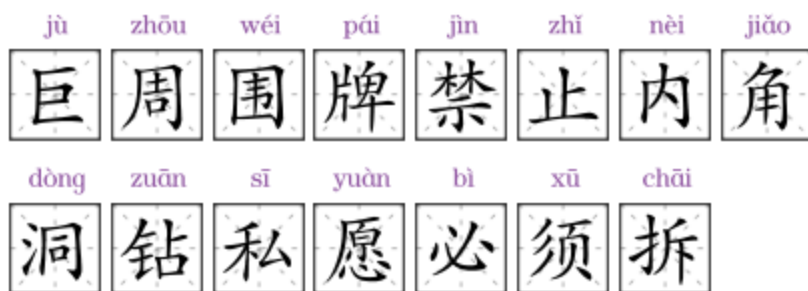 jù zhōu wéi pái jìn zhǐ nèi jiǎo
巨 周 围 牌 禁 止 内 角
dòng zuān sī yuàn bì xū chāi
洞 钻 私 愿 必 须 拆